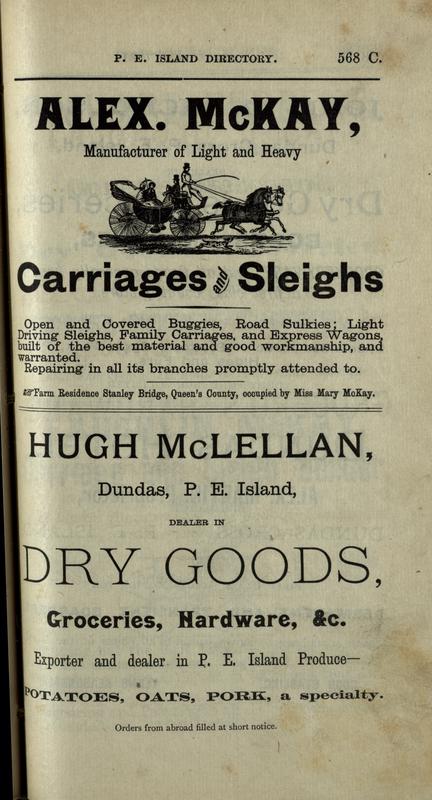 P. E. ISLAND DIRECTORY. 568 C.
ALEX. McKAY,
Manufacturer of Light and Heavy
Carriages and Sleighs
Open and Covered Buggies, Road Sulkies; Light
Driving Sleighs, Family Carriages, and Express Wagons,
built of the best material and good workmanship, and
warranted.
Repairing in all its branches promptly attended to.
☞Farm Residence Stanley Bridge, Queen's County, occupied by Miss Mary McKay.
HUGH McLELLAN,
Dundas, P. E. Island,
DEALER IN
DRY GOODS,
Groceries, Hardware, &c.
Exporter and dealer in P. E. Island Produce—
POTATOES, OATS, PORK, a specialty.
Orders from abroad filled at short notice.